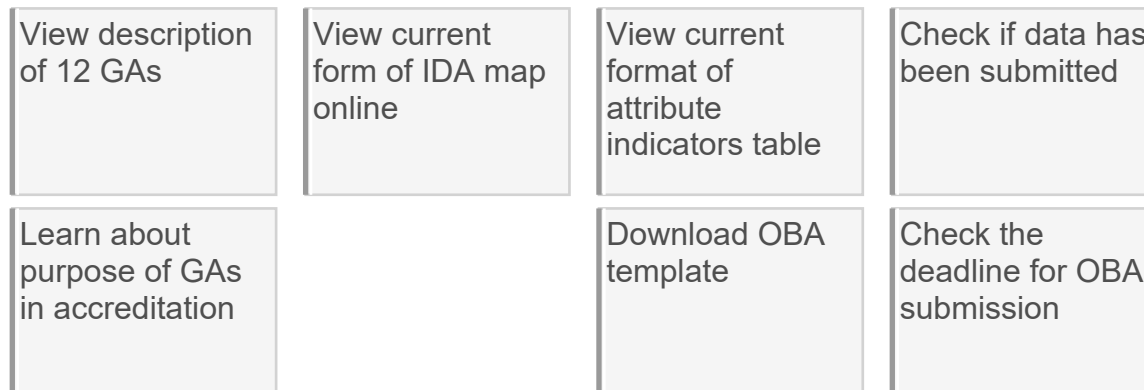 View description
of 12 GAs
View current
form of IDA map
online
View current
format of
attribute
indicators table
Check if data has
been submitted
Learn about
purpose of GAs
in accreditation
Download OBA
template
Check the
deadline for OBA
submission